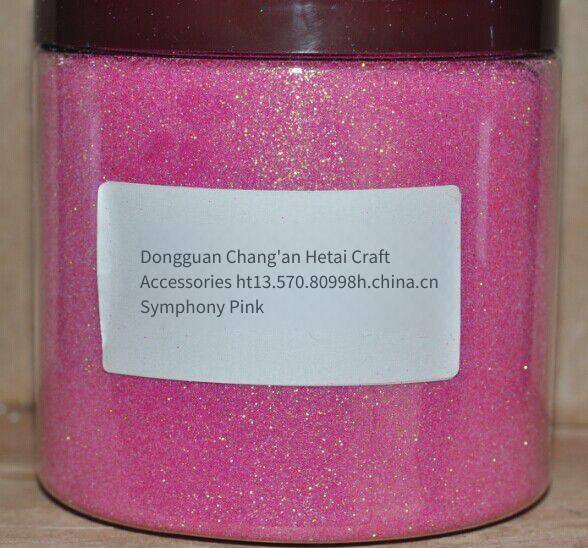 Dongguan Chang'an Hetai Craft
Accessories ht13.570.80998h.china.cn
Symphony Pink